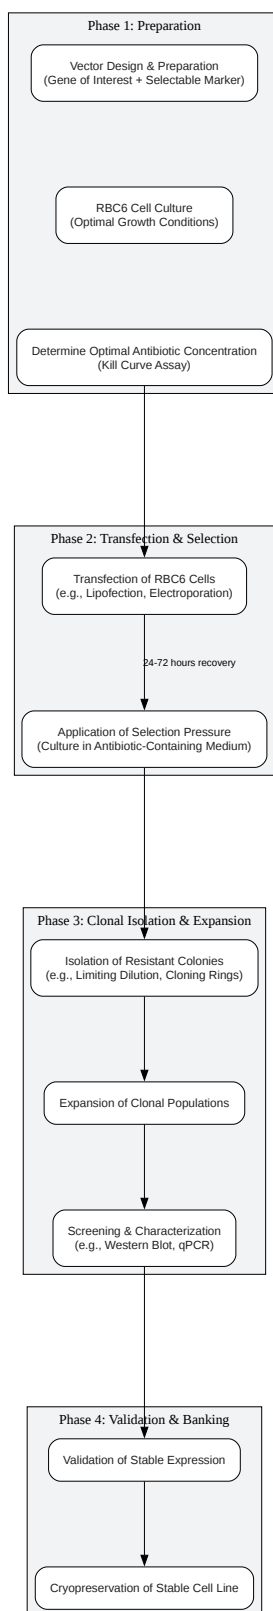 Phase 1: Preparation
Vector Design & Preparation
(Gene of Interest + Selectable Marker)
RBC6 Cell Culture
(Optimal Growth Conditions)
Determine Optimal Antibiotic Concentration
(Kill Curve Assay)
Phase 2: Transfection & Selection
Transfection of RBC6 Cells
(e.g., Lipofection, Electroporation)
24-72 hours recovery
Application of Selection Pressure
(Culture in Antibiotic-Containing Medium)
Phase 3: Clonal Isolation & Expansion
Isolation of Resistant Colonies
(e.g., Limiting Dilution, Cloning Rings)
Expansion of Clonal Populations
Screening & Characterization
(e.g., Western Blot, qPCR)
Phase 4: Validation & Banking
Validation of Stable Expression
Cryopreservation of Stable Cell Line